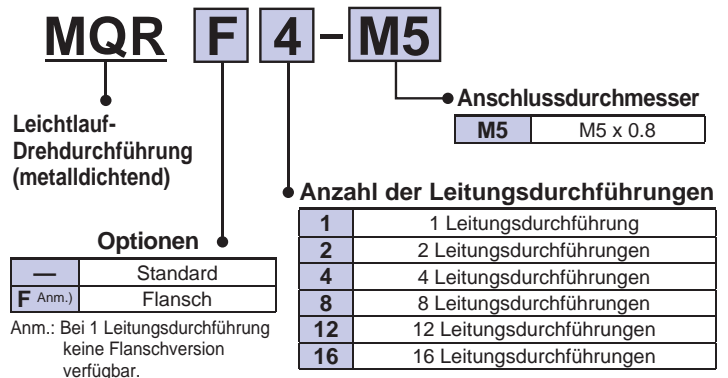 MQR F 4 – M5
Anschlussdurchmesser
M5 M5 x 0.8
Leichtlauf-
Drehdurchführung
(metalldichtend)
Anzahl der Leitungsdurchführungen
1 1 Leitungsdurchführung
2 2 Leitungsdurchführungen
4 4 Leitungsdurchführungen
8 8 Leitungsdurchführungen
12 12 Leitungsdurchführungen
16 16 Leitungsdurchführungen
Optionen
— Standard
F Anm.) Flansch
Anm.: Bei 1 Leitungsdurchführung
keine Flanschversion
verfügbar.